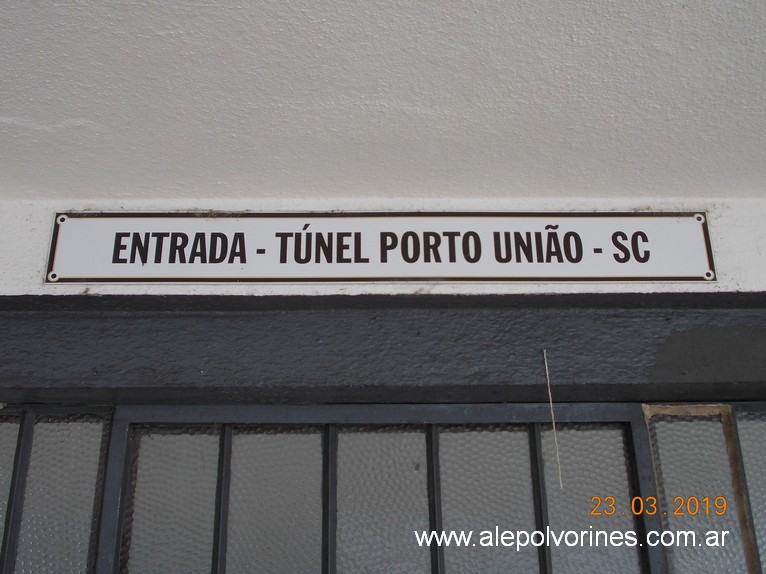 ENTRADA - TÚNEL PORTO UNIÃO - SC
23.03.2019
www.alepolvorines.com.ar